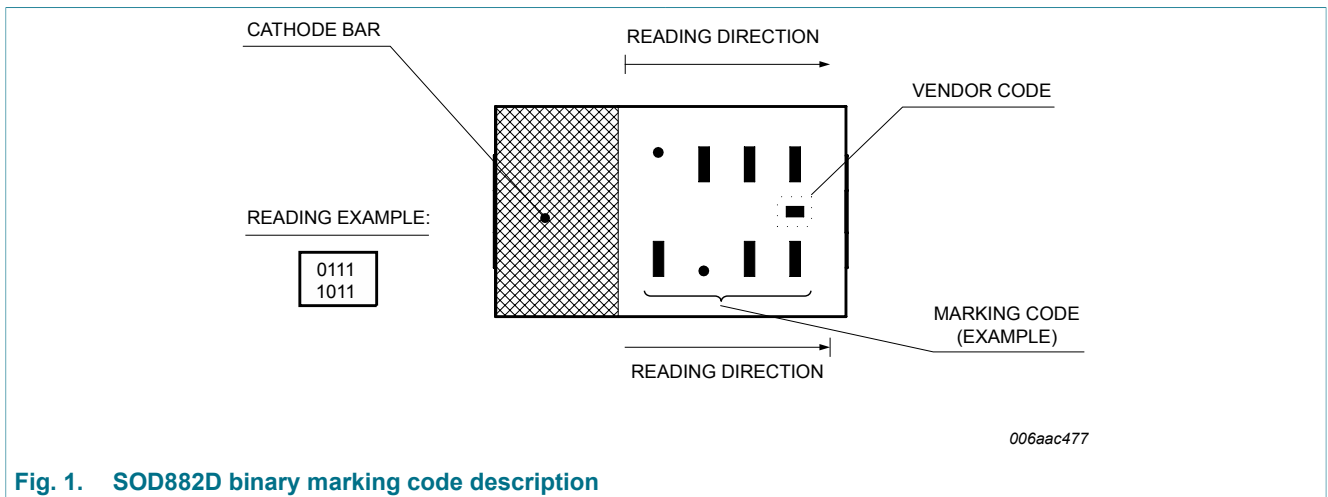 CATHODE BAR
READING DIRECTION
VENDOR CODE
READING EXAMPLE:
0111
1011
MARKING CODE
(EXAMPLE)
READING DIRECTION
006aac477
Fig. 1. SOD882D binary marking code description